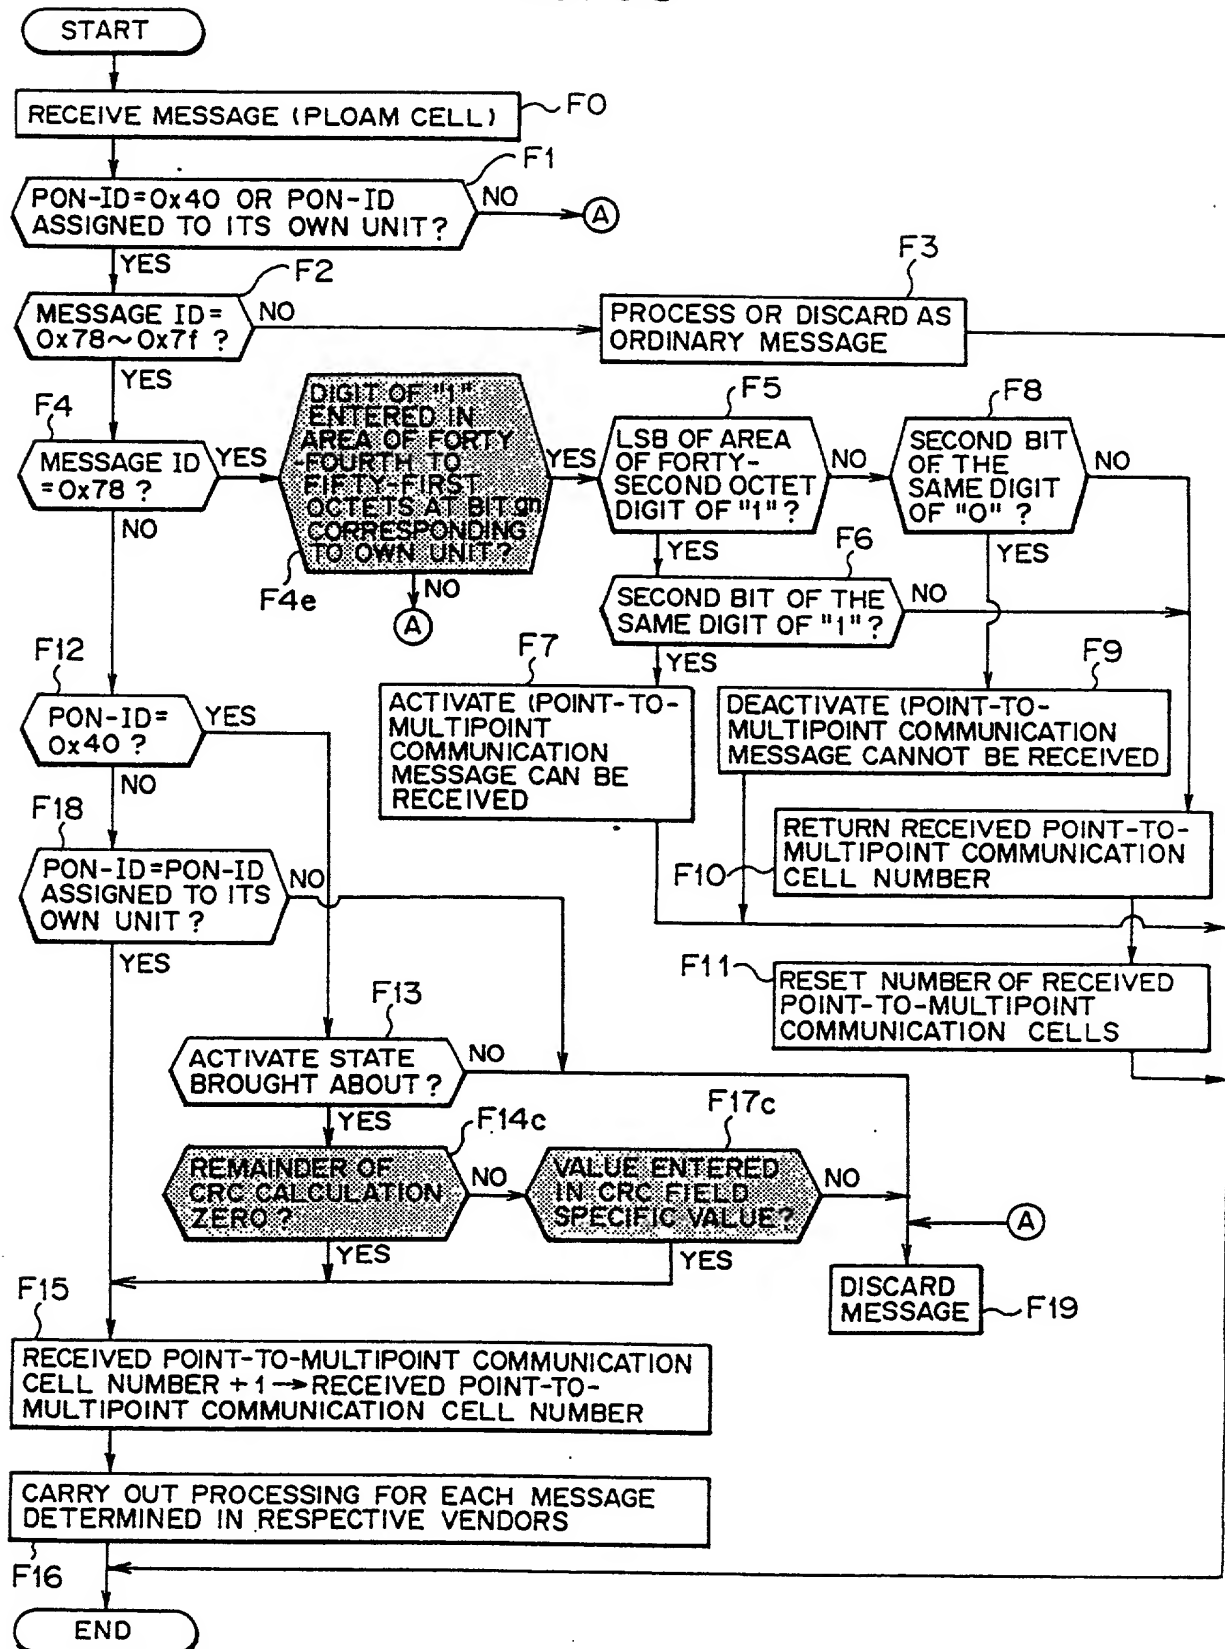 START
RECEIVE MESSAGE (PLOAM CELL)
F0
F1
PON-ID=0x40 OR PON-ID
ASSIGNED TO ITS OWN UNIT?
NO
A
YES
F2
MESSAGE ID=
0x78~0x7f ?
NO
F3
PROCESS OR DISCARD AS
ORDINARY MESSAGE
YES
F4
MESSAGE ID
=0x78 ?
YES
NO
DIGIT OF "1"
ENTERED IN
AREA OF FORTY
-FOURTH TO
FIFTY-FIRST
OCTETS AT BIT gn
CORRESPONDING
TO OWN UNIT?
F4e
YES
NO
A
F5
LSB OF AREA
OF FORTY-
SECOND OCTET
DIGIT OF "1" ?
NO
YES
F8
SECOND BIT
OF THE
SAME DIGIT
OF "0" ?
NO
YES
F6
SECOND BIT OF THE
SAME DIGIT OF "1" ?
NO
YES
F7
ACTIVATE (POINT-TO-
MULTIPOINT
COMMUNICATION
MESSAGE CAN BE
RECEIVED
F9
DEACTIVATE (POINT-TO-
MULTIPOINT COMMUNICATION
MESSAGE CANNOT BE RECEIVED
F10
RETURN RECEIVED POINT-TO-
MULTIPOINT COMMUNICATION
CELL NUMBER
F11
RESET NUMBER OF RECEIVED
POINT-TO-MULTIPOINT
COMMUNICATION CELLS
F12
PON-ID=
0x40 ?
YES
NO
F18
PON-ID=PON-ID
ASSIGNED TO ITS
OWN UNIT ?
NO
YES
F13
ACTIVATE STATE
BROUGHT ABOUT ?
NO
YES
F14c
REMAINDER OF
CRC CALCULATION
ZERO ?
NO
YES
F17c
VALUE ENTERED
IN CRC FIELD
SPECIFIC VALUE?
NO
YES
A
DISCARD
MESSAGE
F19
F15
RECEIVED POINT-TO-MULTIPOINT COMMUNICATION
CELL NUMBER +1→RECEIVED POINT-TO-
MULTIPOINT COMMUNICATION CELL NUMBER
CARRY OUT PROCESSING FOR EACH MESSAGE
DETERMINED IN RESPECTIVE VENDORS
F16
END